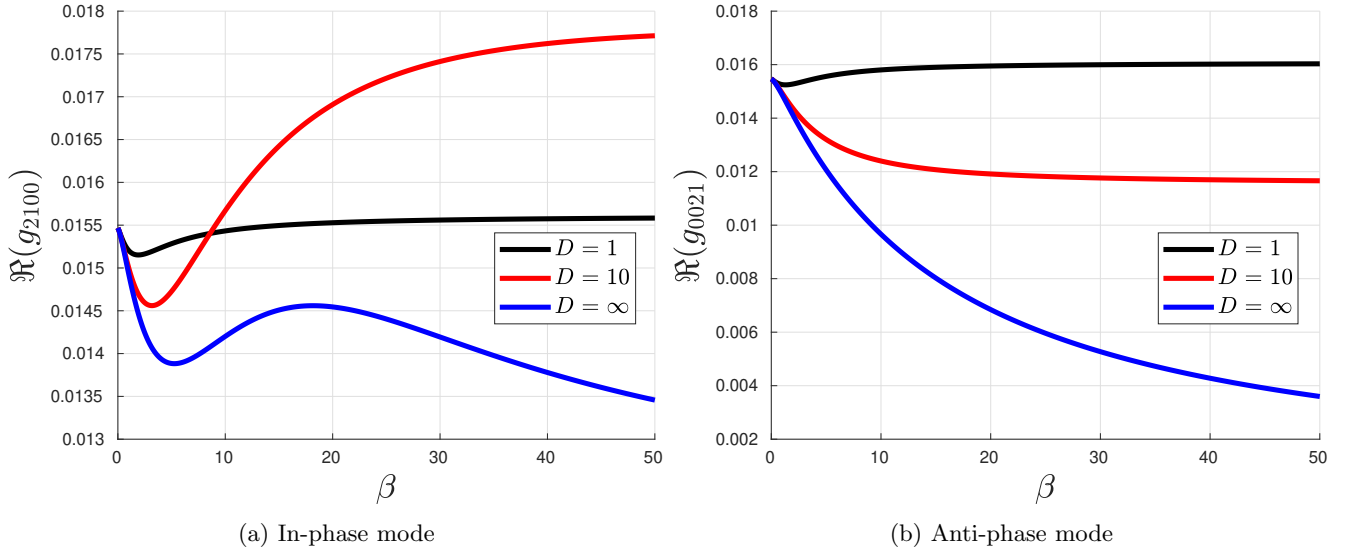 0.018
0.0175
0.017
0.0165
0.016
0.0155
0.015
0.0145
0.014
0.0135
0.013
ℜ(g2100)
D = 1
D = 10
D = ∞
0 10 20 30 40 50
β
(a) In-phase mode
0.018
0.016
0.014
0.012
0.01
0.008
0.006
0.004
0.002
ℜ(g0021)
D = 1
D = 10
D = ∞
0 10 20 30 40 50
β
(b) Anti-phase mode